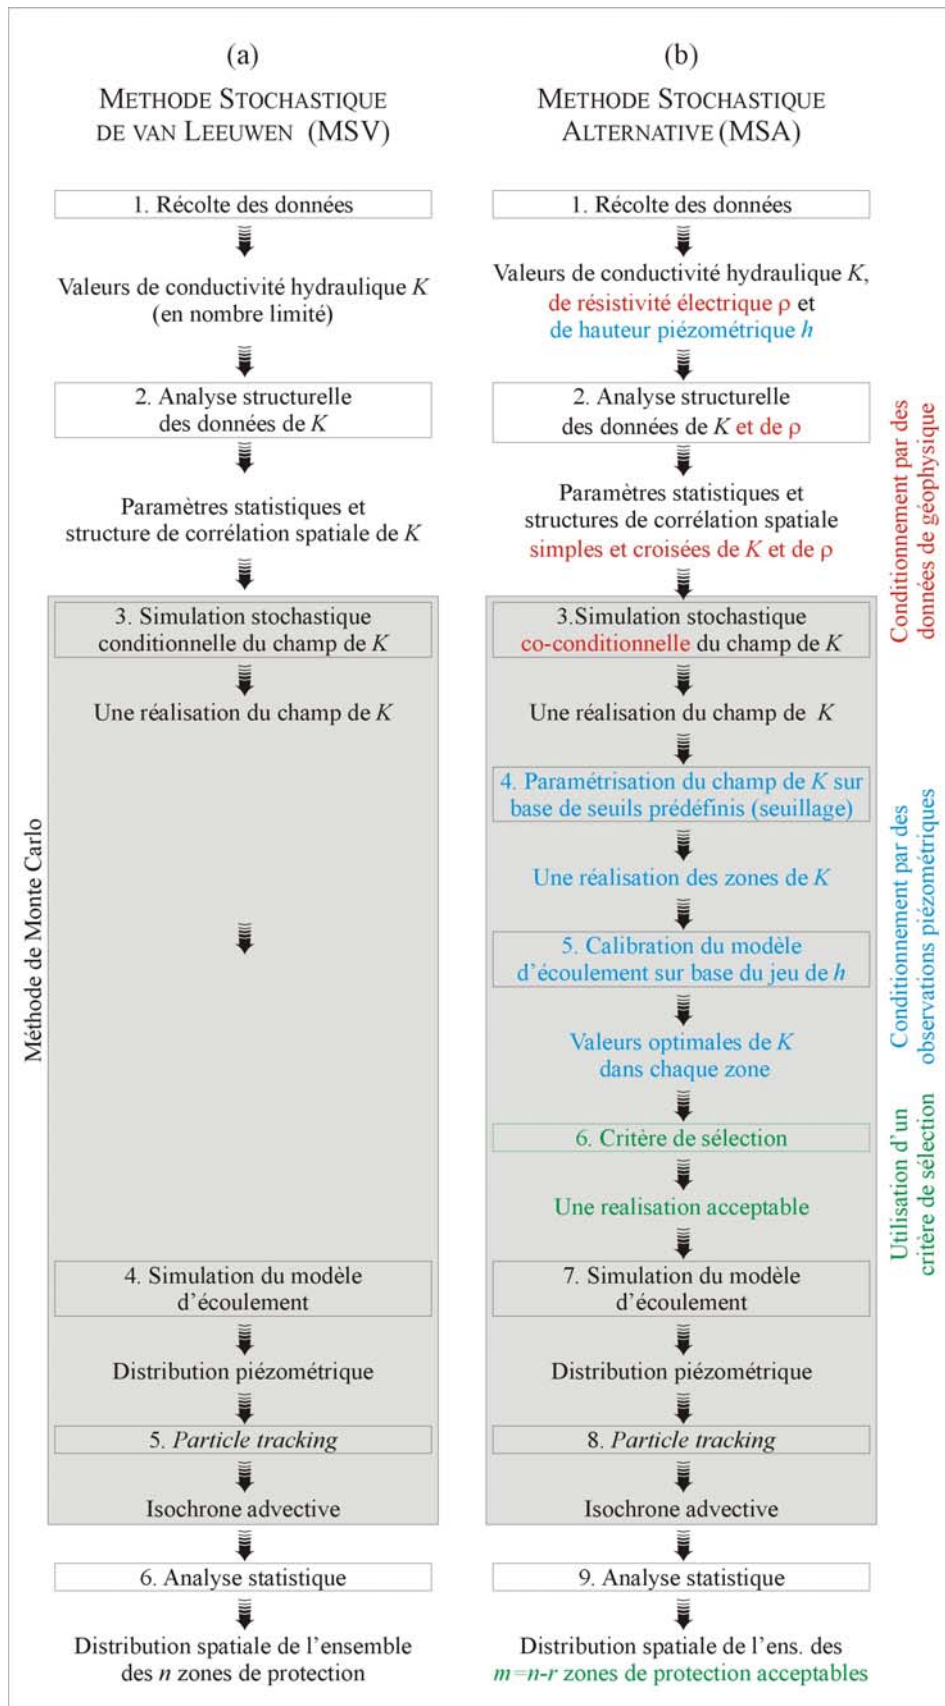 (a)
METHODE STOCHASTIQUE
DE VAN LEEUWEN (MSV)
1. Récolte des données
Valeurs de conductivité hydraulique K
(en nombre limité)
2. Analyse structurelle
des données de K
Paramètres statistiques et
structure de corrélation spatiale de K
3. Simulation stochastique
conditionnelle du champ de K
Une réalisation du champ de K
4. Simulation du modèle
d'écoulement
Distribution piézométrique
5. Particle tracking
Isochrone advective
6. Analyse statistique
Distribution spatiale de l'ensemble
des n zones de protection
Méthode de Monte Carlo
(b)
METHODE STOCHASTIQUE
ALTERNATIVE (MSA)
1. Récolte des données
Valeurs de conductivité hydraulique K,
de résistivité électrique ρ et
de hauteur piézométrique h
2. Analyse structurelle
des données de K et de ρ
Paramètres statistiques et
structures de corrélation spatiale
simples et croisées de K et de ρ
3.Simulation stochastique
co-conditionnelle du champ de K
Une réalisation du champ de K
4. Paramétrisation du champ de K sur
base de seuils prédéfinis (seuillage)
Une réalisation des zones de K
5. Calibration du modèle
d'écoulement sur base du jeu de h
Valeurs optimales de K
dans chaque zone
6. Critère de sélection
Une realisation acceptable
7. Simulation du modèle
d'écoulement
Distribution piézométrique
8. Particle tracking
Isochrone advective
9. Analyse statistique
Distribution spatiale de l'ens. des
m=n-r zones de protection acceptables
Conditionnement par des
données de géophysique
Conditionnement par des
observations piézométriques
Utilisation d'un
critère de sélection